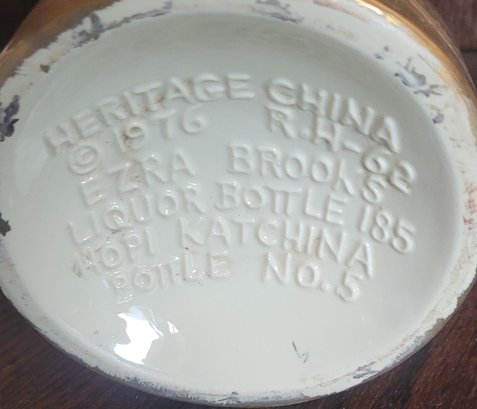 HERITAGE CHINA
© 1976 R.H-62
EZRA BROOKS
LIQUOR BOTTLE 185
HOPI KATCHINA
BOTTLE NO. 5